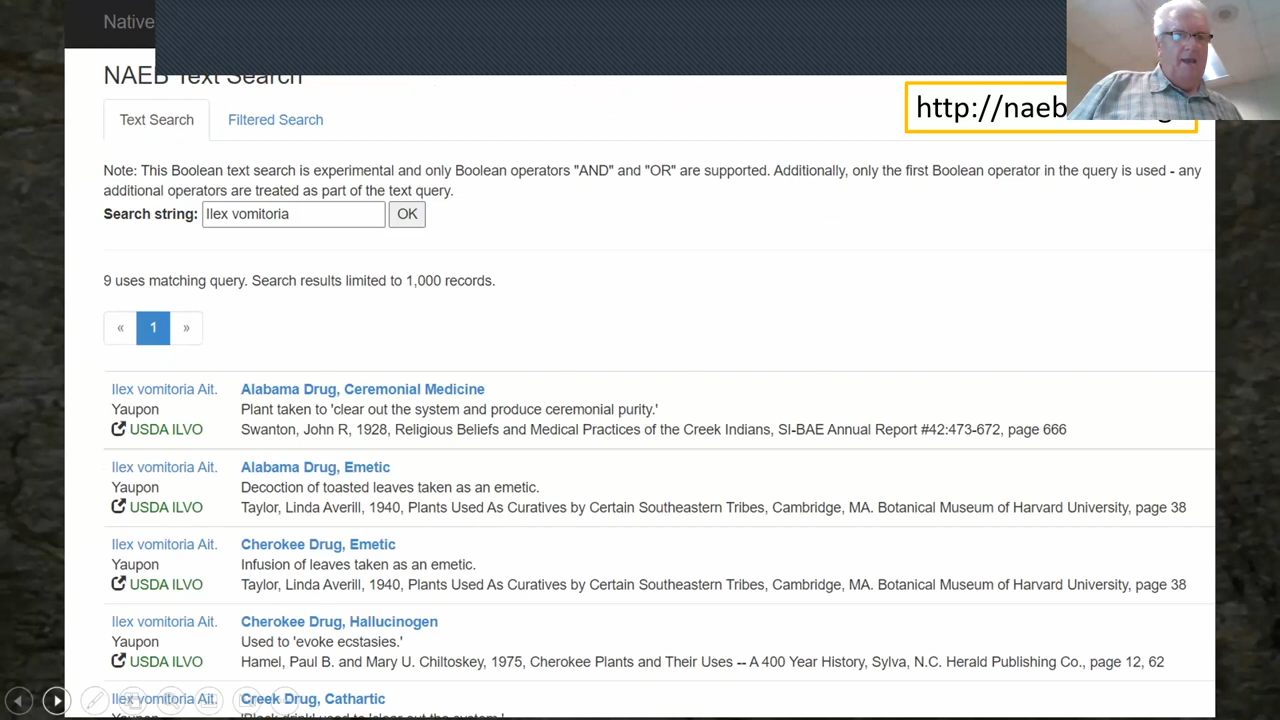 Native
NAEB Text Search
http://naeb
Text Search
Filtered Search
Note: This Boolean text search is experimental and only Boolean operators "AND" and "OR" are supported. Additionally, only the first Boolean operator in the query is used - any
additional operators are treated as part of the text query.
Search string: Ilex vomitoria OK
9 uses matching query. Search results limited to 1,000 records.
« 1 »
Ilex vomitoria Ait. Alabama Drug, Ceremonial Medicine
Yaupon Plant taken to 'clear out the system and produce ceremonial purity.'
USDA ILVO Swanton, John R, 1928, Religious Beliefs and Medical Practices of the Creek Indians, SI-BAE Annual Report #42:473-672, page 666
Ilex vomitoria Ait. Alabama Drug, Emetic
Yaupon Decoction of toasted leaves taken as an emetic.
USDA ILVO Taylor, Linda Averill, 1940, Plants Used As Curatives by Certain Southeastern Tribes, Cambridge, MA. Botanical Museum of Harvard University, page 38
Ilex vomitoria Ait. Cherokee Drug, Emetic
Yaupon Infusion of leaves taken as an emetic.
USDA ILVO Taylor, Linda Averill, 1940, Plants Used As Curatives by Certain Southeastern Tribes, Cambridge, MA. Botanical Museum of Harvard University, page 38
Ilex vomitoria Ait. Cherokee Drug, Hallucinogen
Yaupon Used to 'evoke ecstasies.'
USDA ILVO Hamel, Paul B. and Mary U. Chiltoskey, 1975, Cherokee Plants and Their Uses -- A 400 Year History, Sylva, N.C. Herald Publishing Co., page 12, 62
Ilex vomitoria Ait. Creek Drug, Cathartic
'Black drink' used to 'clear out the system.'